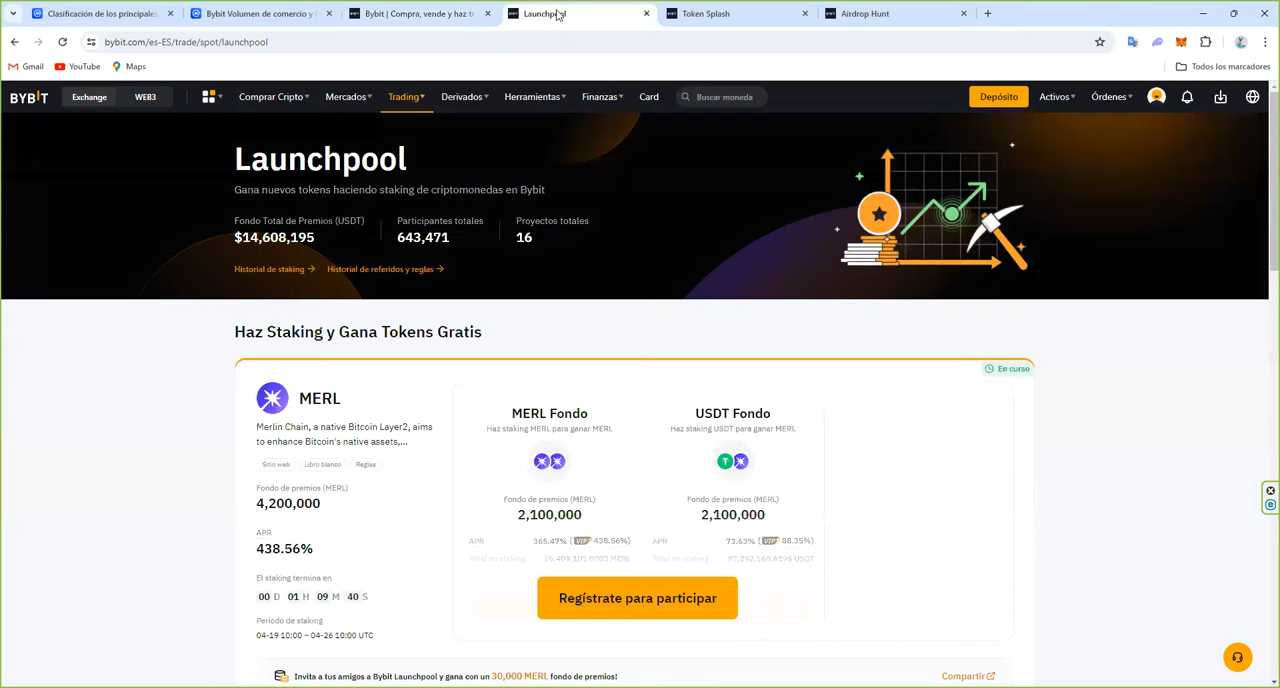 Clasificación de los principales
Bybit Volumen de comercio y l
Bybit | Compra, vende y haz tr
Launchpool
Token Splash
Airdrop Hunt
bybit.com/es-ES/trade/spot/launchpool
Gmail
YouTube
Maps
Todos los marcadores
BYBIT
Exchange
WEB3
Comprar Cripto
Mercados
Trading
Derivados
Herramientas
Finanzas
Card
Buscar moneda
Depósito
Activos
Órdenes
Launchpool
Gana nuevos tokens haciendo staking de criptomonedas en Bybit
Fondo Total de Premios (USDT)
Participantes totales
Proyectos totales
$14,608,195
643,471
16
Historial de staking →
Historial de referidos y reglas →
Haz Staking y Gana Tokens Gratis
En curso
MERL
Merlin Chain, a native Bitcoin Layer2, aims
to enhance Bitcoin's native assets,...
Sitio web
Libro blanco
Reglas
Fondo de premios (MERL)
4,200,000
APR
438.56%
El staking termina en
00 D 01 H 09 M 40 S
Periodo de staking
04-19 10:00 ~ 04-26 10:00 UTC
MERL Fondo
Haz staking MERL para ganar MERL
Fondo de premios (MERL)
2,100,000
APR
365.47% (VIP 438.56%)
Total en staking
25,409,101.0703 MERL
USDT Fondo
Haz staking USDT para ganar MERL
T
Fondo de premios (MERL)
2,100,000
APR
73.63% (VIP 88.35%)
Total en staking
97,292,160.6196 USDT
Regístrate para participar
Invita a tus amigos a Bybit Launchpool y gana con un 30,000 MERL fondo de premios!
Compartir